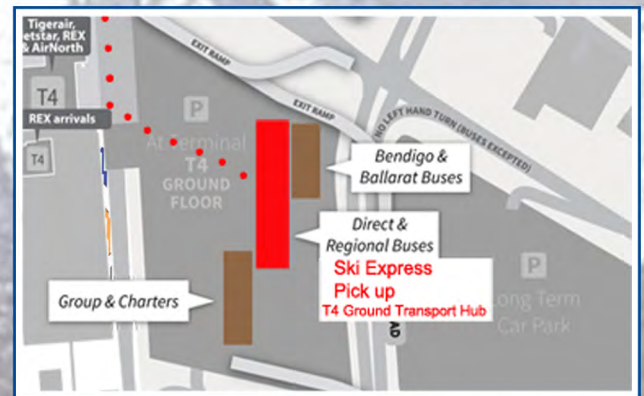 Tigerair,
etstar, REX
& AirNorth
T4
REX arrivals
T4
P
At Terminal
T4
GROUND
FLOOR
EXIT RAMP
EXIT RAMP
(NO LEFT HAND TURN (BUSES EXCEPTED)
Bendigo &
Ballarat Buses
Direct &
Regional Buses
Ski Express
Pick up
T4 Ground Transport Hub
Group & Charters
P
ong Term
Car Park
AD